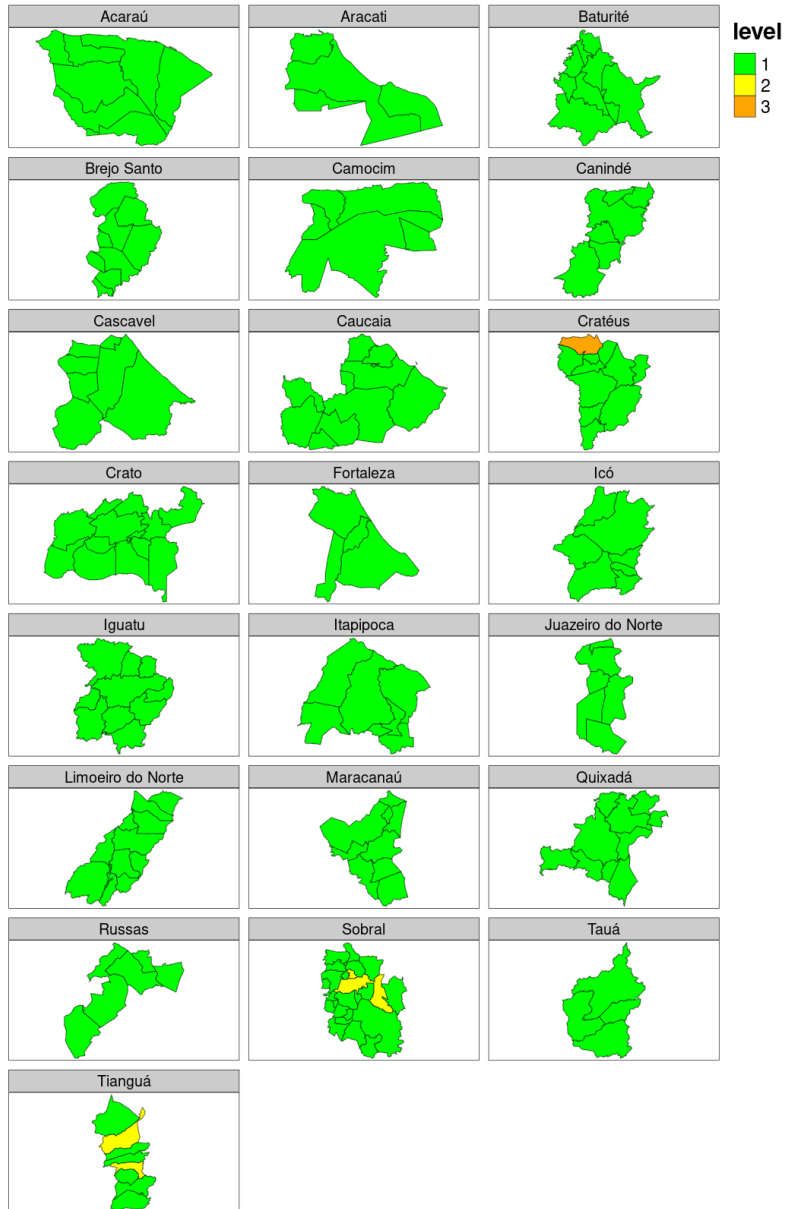 Acaraú
Aracati
Baturité
level
1
2
3
Brejo Santo
Camocim
Canindé
Cascavel
Caucaia
Cratéus
Crato
Fortaleza
Icó
Iguatu
Itapipoca
Juazeiro do Norte
Limoeiro do Norte
Maracanaú
Quixadá
Russas
Sobral
Tauá
Tianguá